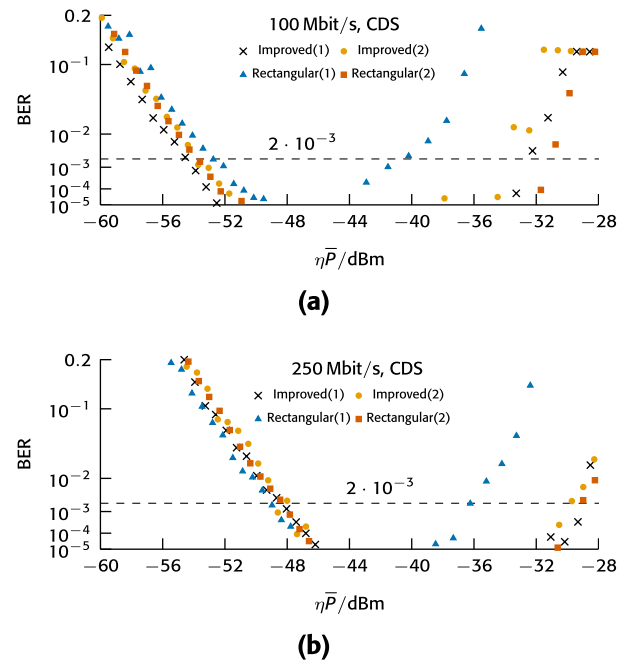 0.2
100 Mbit/s, CDS
Improved(1) Improved(2)
10⁻¹
Rectangular(1) Rectangular(2)
BER
10⁻²
2 · 10⁻³
10⁻³
10⁻⁴
10⁻⁵
−60 −56 −52 −48 −44 −40 −36 −32 −28
ηP̅/dBm
(a)
0.2
250 Mbit/s, CDS
Improved(1) Improved(2)
10⁻¹
Rectangular(1) Rectangular(2)
BER
10⁻²
2 · 10⁻³
10⁻³
10⁻⁴
10⁻⁵
−60 −56 −52 −48 −44 −40 −36 −32 −28
ηP̅/dBm
(b)